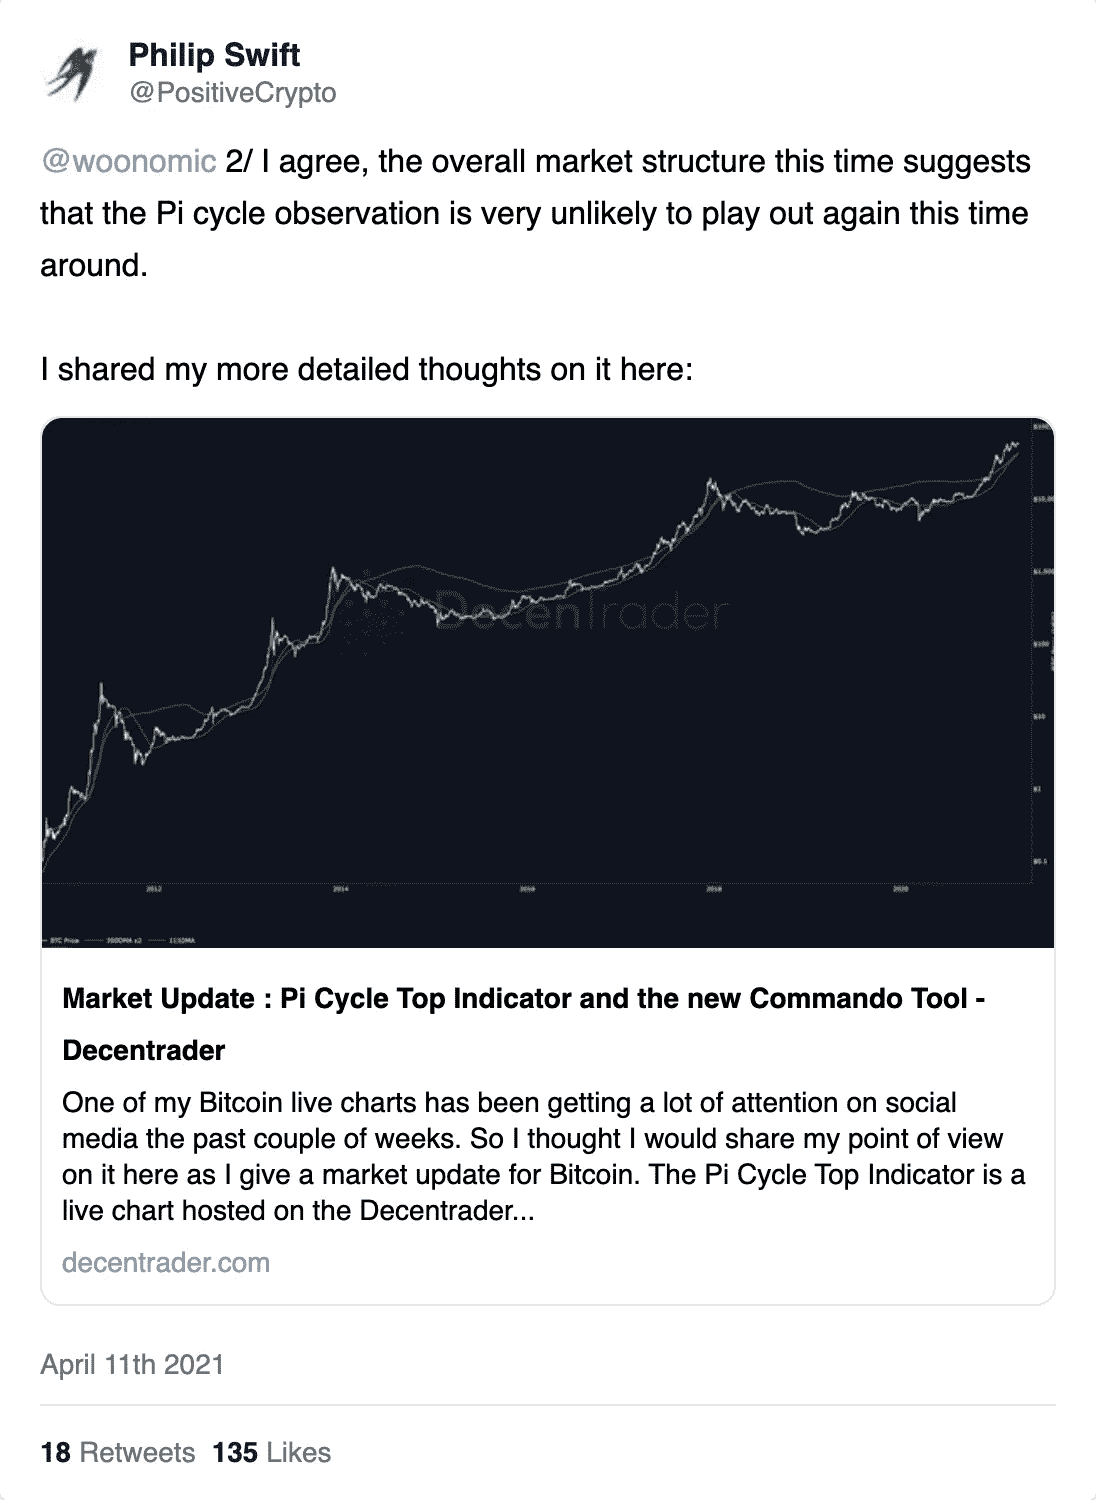 Philip Swift
@PositiveCrypto
@woonomic 2/ I agree, the overall market structure this time suggests
that the Pi cycle observation is very unlikely to play out again this time
around.
I shared my more detailed thoughts on it here:
DecenTrader
2012 2014 2016 2018 2020
BTC Price 350DMA x2 111DMA
Market Update : Pi Cycle Top Indicator and the new Commando Tool -
Decentrader
One of my Bitcoin live charts has been getting a lot of attention on social
media the past couple of weeks. So I thought I would share my point of view
on it here as I give a market update for Bitcoin. The Pi Cycle Top Indicator is a
live chart hosted on the Decentrader...
decentrader.com
April 11th 2021
18 Retweets 135 Likes